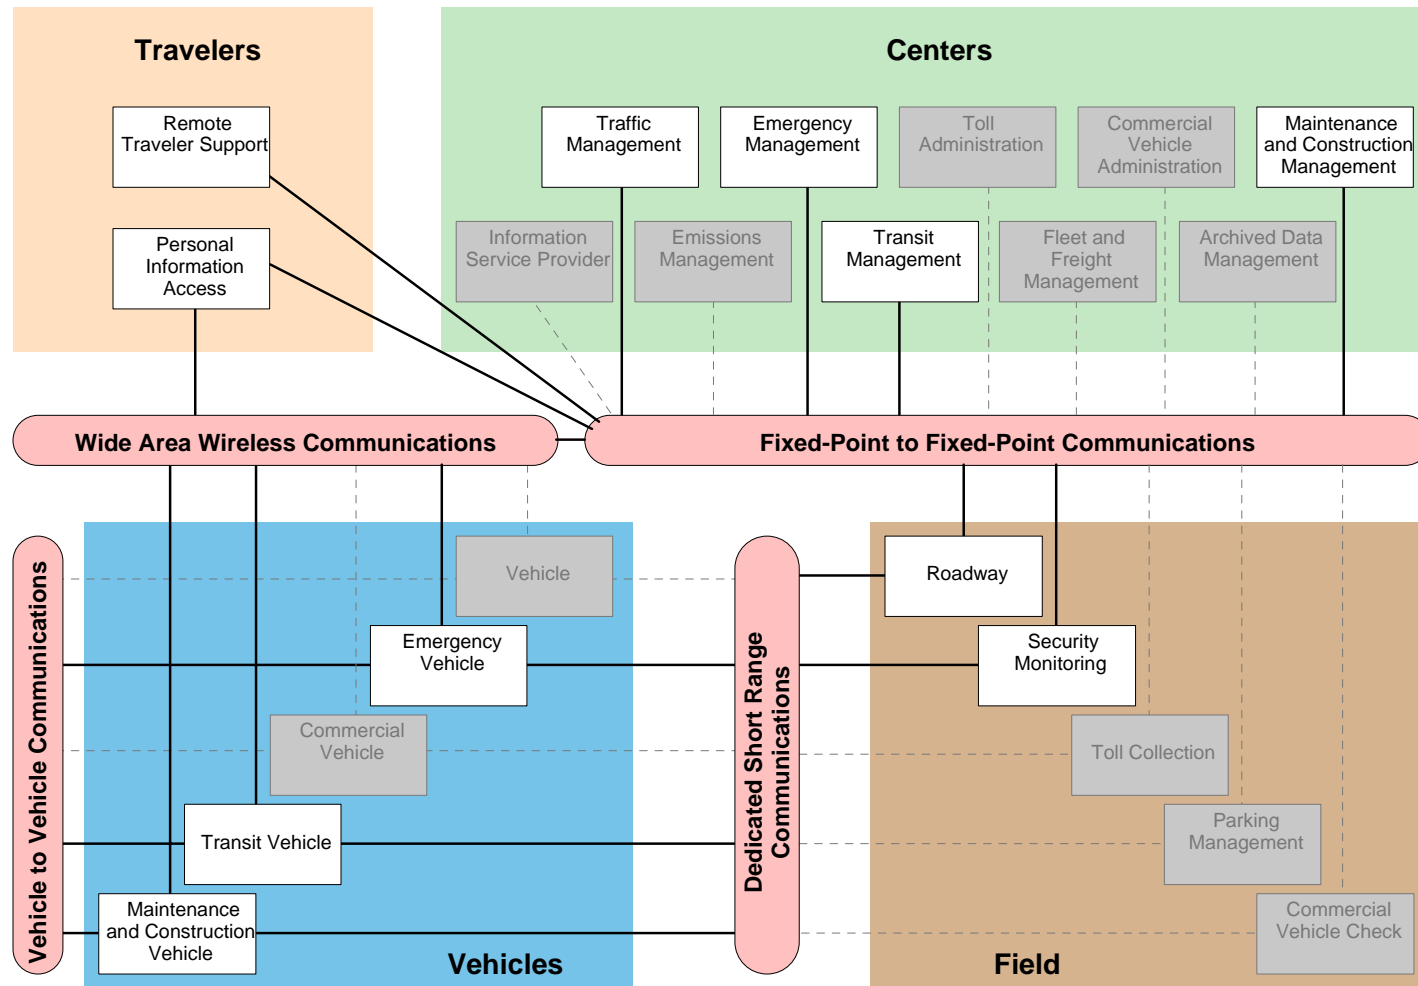 Travelers
Centers
Remote
Traveler Support
Traffic
Management
Emergency
Management
Toll
Administration
Commercial
Vehicle
Administration
Maintenance
and Construction
Management
Personal
Information
Access
Information
Service Provider
Emissions
Management
Transit
Management
Fleet and
Freight
Management
Archived Data
Management
Wide Area Wireless Communications
Fixed-Point to Fixed-Point Communications
Vehicle to Vehicle Communications
Vehicle
Emergency
Vehicle
Commercial
Vehicle
Transit Vehicle
Maintenance
and Construction
Vehicle
Vehicles
Dedicated Short Range
Communications
Roadway
Security
Monitoring
Toll Collection
Parking
Management
Commercial
Vehicle Check
Field